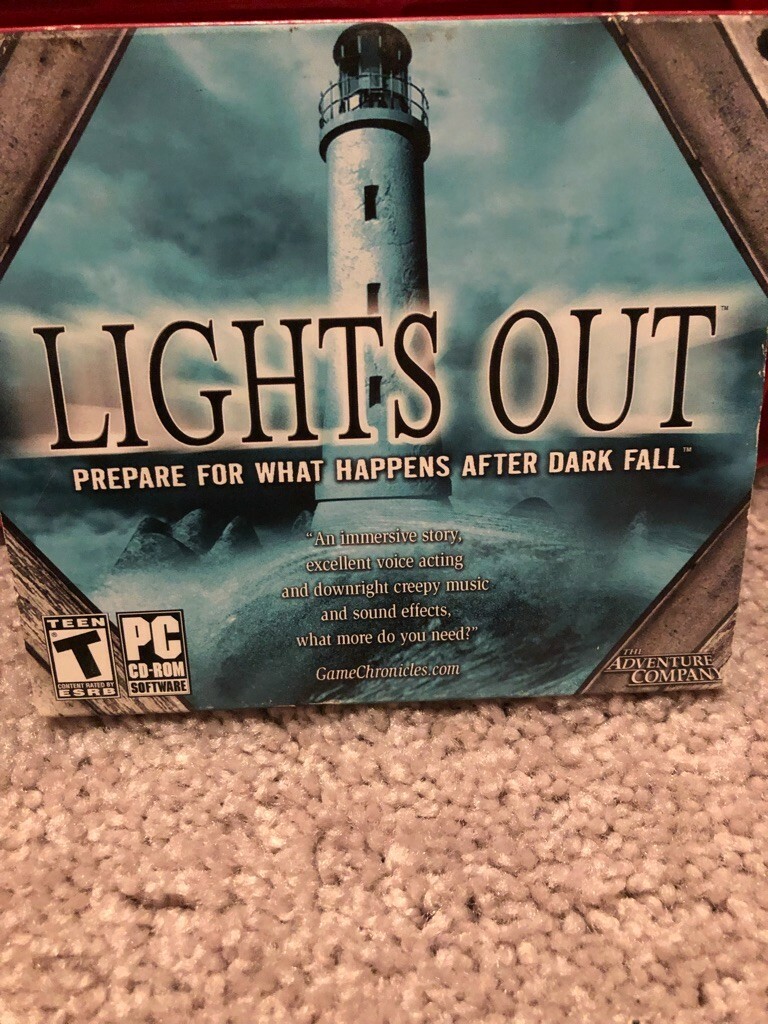 LIGHTS OUT™
PREPARE FOR WHAT HAPPENS AFTER DARK FALL™
“An immersive story,
excellent voice acting
and downright creepy music
and sound effects,
what more do you need?”
GameChronicles.com
TEEN
T
CONTENT RATED BY
ESRB
PC
CD-ROM
SOFTWARE
THE
ADVENTURE
COMPANY